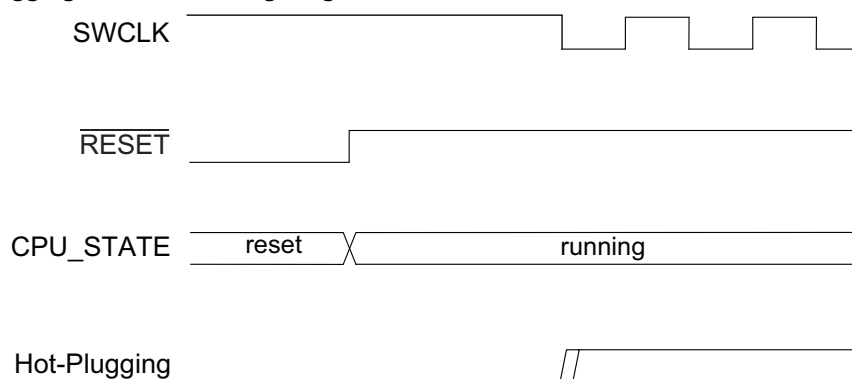 SWCLK
RESET
CPU_STATE
reset
running
Hot-Plugging